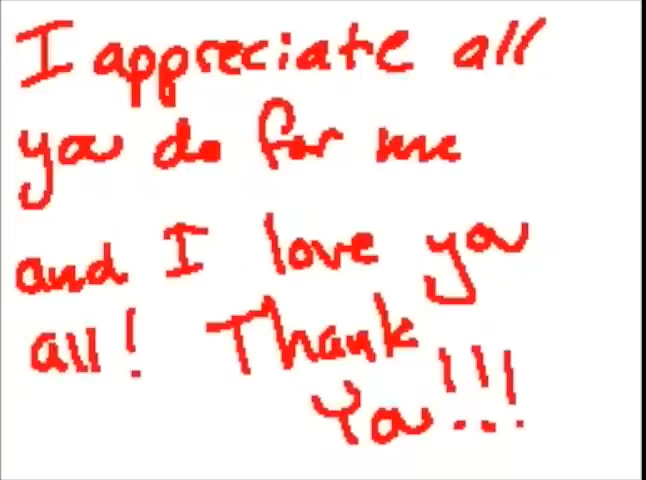 I appreciate all
you do for me
and I love you
all! Thank
You!!!